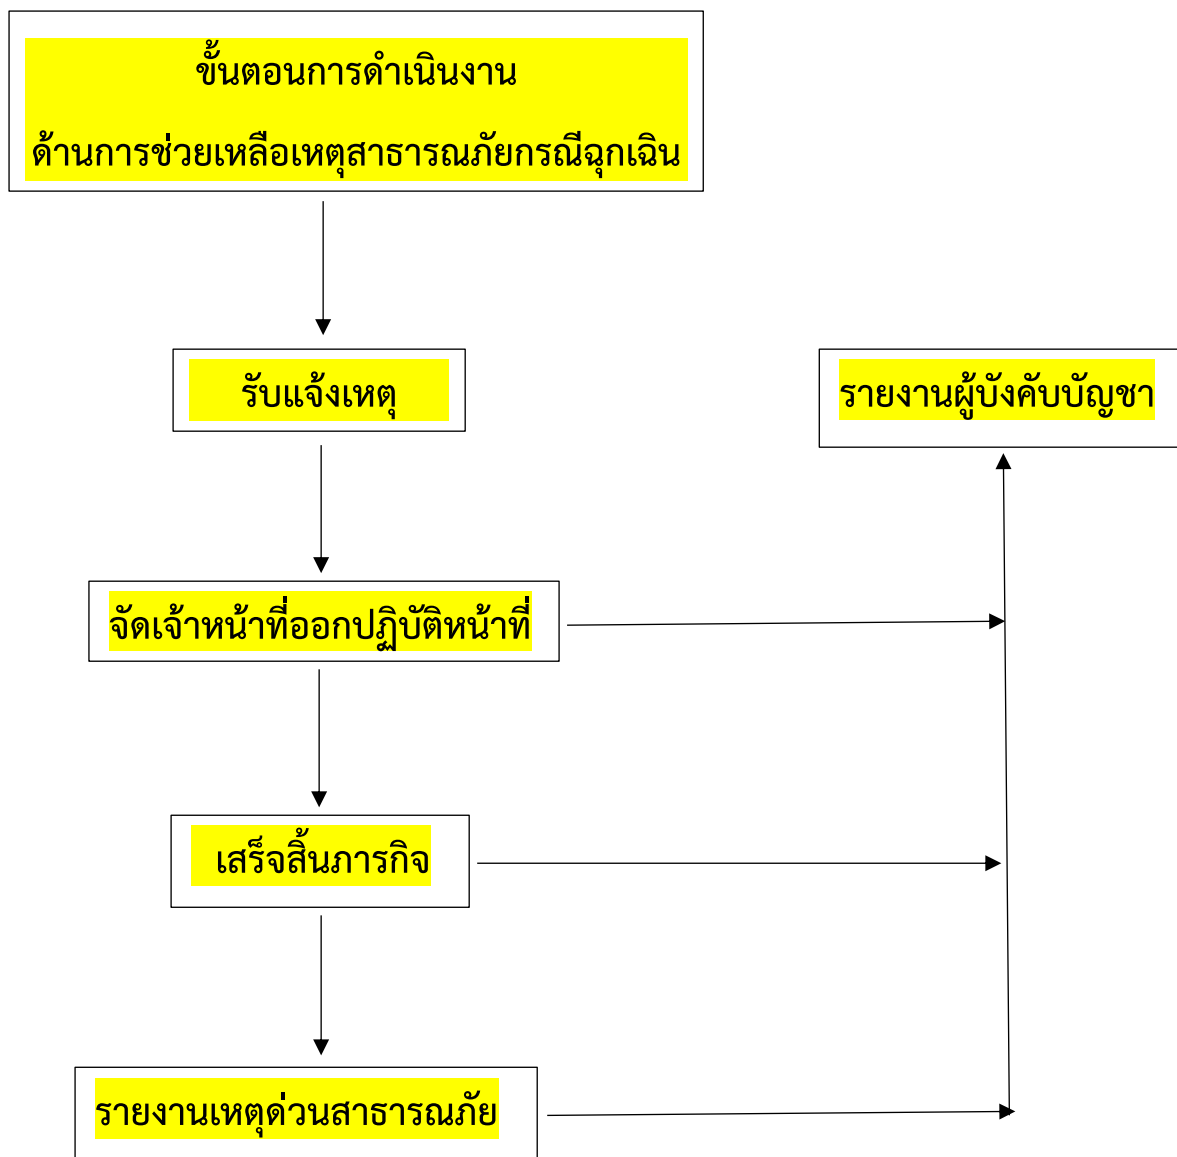 ขั้นตอนการดำเนินงาน
ด้านการช่วยเหลือเหตุสาธารณภัยกรณีฉุกเฉิน
รับแจ้งเหตุ
รายงานผู้บังคับบัญชา
จัดเจ้าหน้าที่ออกปฏิบัติหน้าที่
เสร็จสิ้นภารกิจ
รายงานเหตุด่วนสาธารณภัย